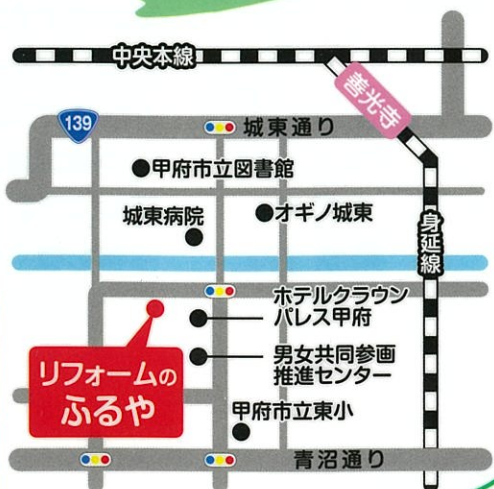 中央本線
善光寺
139
城東通り
甲府市立図書館
城東病院
オギノ城東
身延線
ホテルクラウン
パレス甲府
リフォームの
ふるや
男女共同参画
推進センター
甲府市立東小
青沼通り